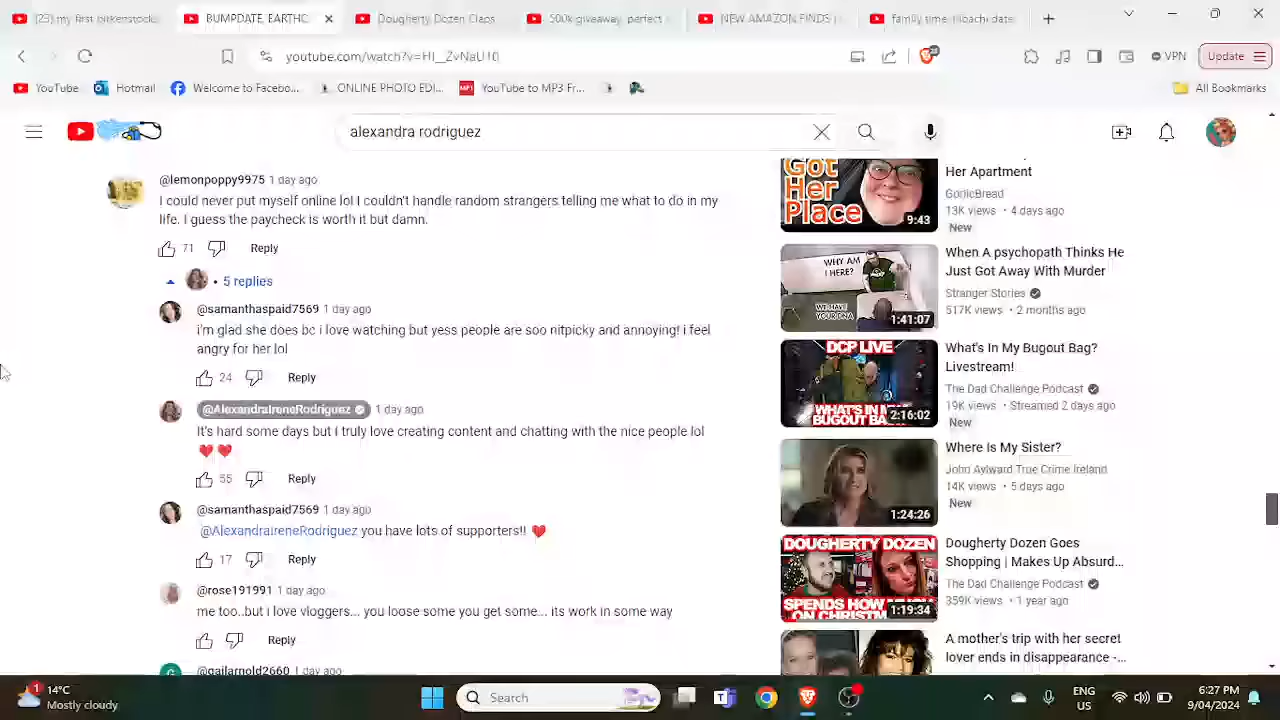 (23) my first birkenstock
BUMPDATE, EARTHC
Dougherty Dozen Claps
500k giveaway, perfect
NEW AMAZON FINDS |
family time, hibachi date
youtube.com/watch?v=
VPN
Update
YouTube
Hotmail
Welcome to Faceboo...
ONLINE PHOTO EDI...
YouTube to MP3 Fr...
All Bookmarks
alexandra rodriguez
@lemonpoppy9975 1 day ago
I could never put myself online lol I couldn't handle random strangers telling me what to do in my
life. I guess the paycheck is worth it but damn.
71 Reply
• 5 replies
@samanthaspaid7569 1 day ago
i'm glad she does bc i love watching but yess people are soo nitpicky and annoying! i feel
angry for her lol
24 Reply
@AlexandraIreneRodriguez 1 day ago
It's hard some days but i truly love creating content and chatting with the nice people lol
❤️ ❤️
55 Reply
@samanthaspaid7569 1 day ago
@AlexandraIreneRodriguez you have lots of supporters!! ❤️
Reply
@rose191991 1 day ago
me too..but i love vloggers... you loose some you get some... its work in some way
Reply
@gailarnold2660 1 day ago
Got
Her
Place
9:43
Her Apartment
GonicBread
13K views • 4 days ago
New
WHY AM
I HERE?
WE HAVE
YOUR DNA
1:41:07
When A psychopath Thinks He
Just Got Away With Murder
Stranger Stories
517K views • 2 months ago
DCP LIVE
WHAT'S IN M
BUGOUT BA
2:16:02
What's In My Bugout Bag?
Livestream!
The Dad Challenge Podcast
19K views • Streamed 2 days ago
New
1:24:26
Where Is My Sister?
John Aylward True Crime Ireland
14K views • 5 days ago
New
DOUGHERTY DOZEN
SPENDS HOW
ON CHRISTM
1:19:34
Dougherty Dozen Goes
Shopping | Makes Up Absurd...
The Dad Challenge Podcast
359K views • 1 year ago
A mother's trip with her secret
lover ends in disappearance -...
1
14°C
Mostly cloudy
Search
ENG
US
9/04/202